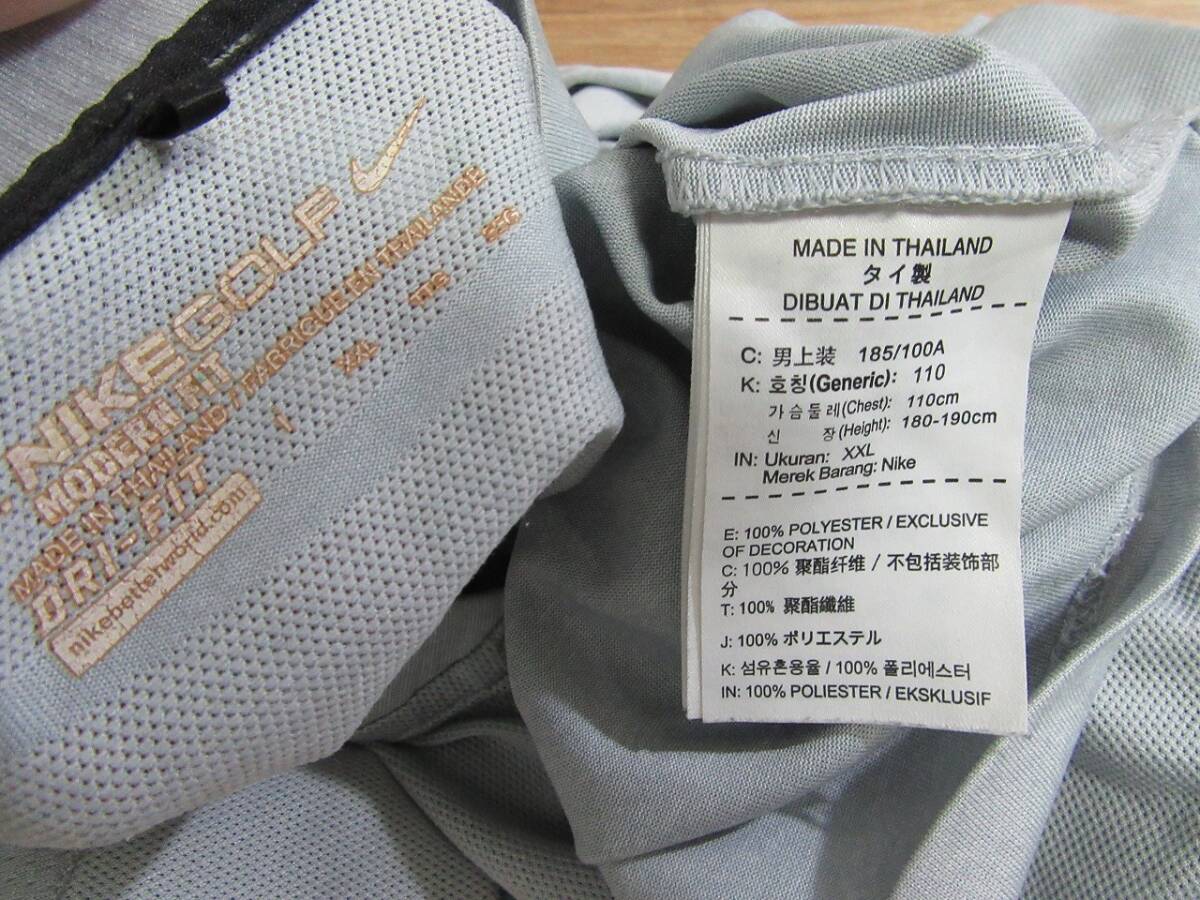 NIKEGOLF
MODERN FIT
MADE IN THAILAND / FABRIQUE EN THAILANDE
DRI-FIT
XXL
TTG
nikebetterworld.com
MADE IN THAILAND
タイ製
DIBUAT DI THAILAND
C: 男上装 185/100A
K: 호칭(Generic): 110
가슴둘레(Chest): 110cm
신 장(Height): 180-190cm
IN: Ukuran: XXL
Merek Barang: Nike
E: 100% POLYESTER / EXCLUSIVE
OF DECORATION
C: 100% 聚酯纤维 / 不包括装饰部
分
T: 100% 聚酯纖維
J: 100% ポリエステル
K: 섬유혼용율 / 100% 폴리에스터
IN: 100% POLIESTER / EKSKLUSIF